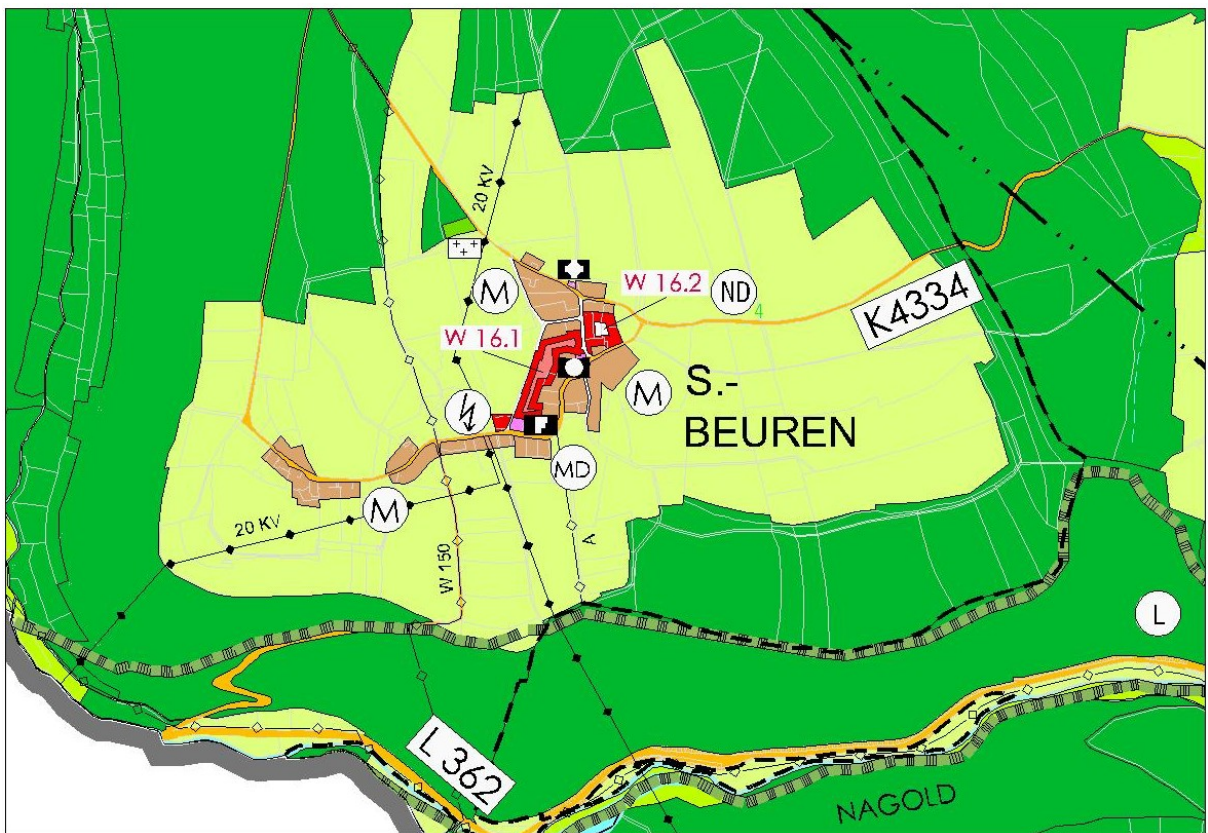 20 KV
M
W 16.2
ND
4
K4334
W 16.1
M
S.-
BEUREN
MD
M
20 KV
W 150
A
L
L 362
NAGOLD